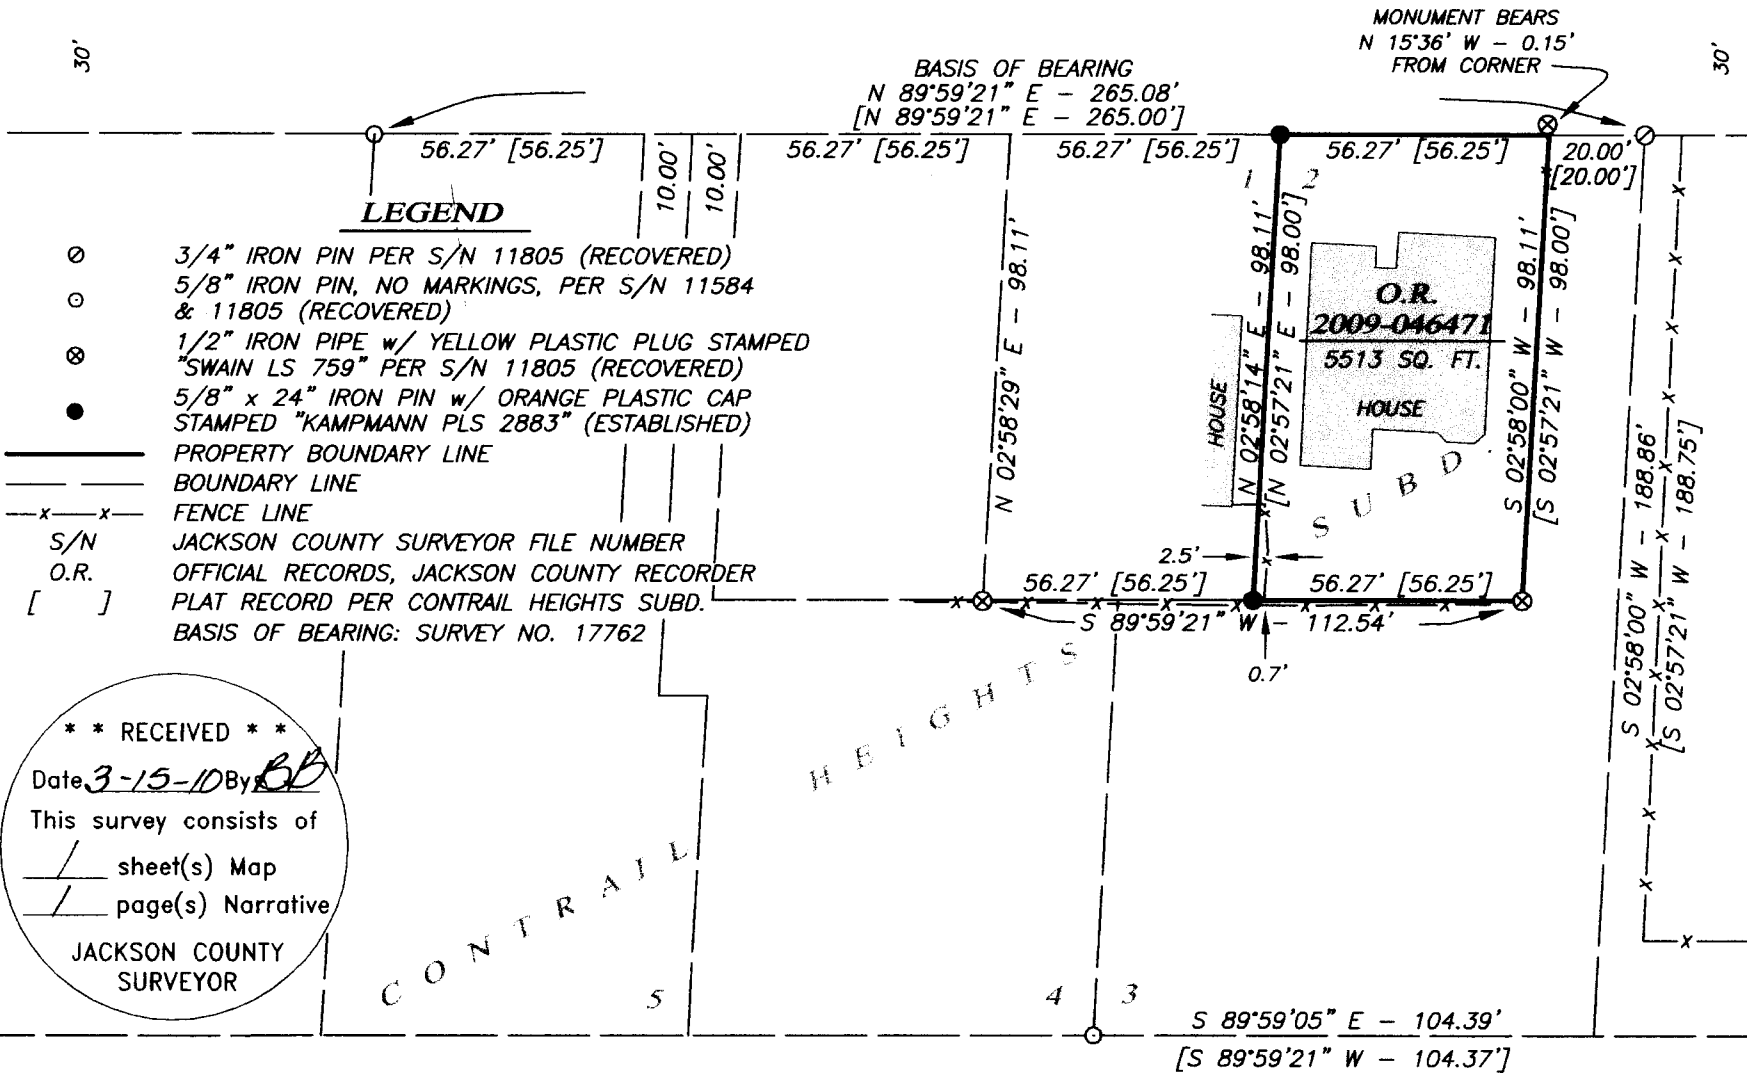 30'
BASIS OF BEARING
N 89°59'21" E - 265.08'
[N 89°59'21" E - 265.00']
MONUMENT BEARS
N 15°36' W - 0.15'
FROM CORNER
30'
56.27' [56.25']
10.00'
10.00'
56.27' [56.25']
56.27' [56.25']
56.27' [56.25']
20.00'
[20.00']
LEGEND
3/4" IRON PIN PER S/N 11805 (RECOVERED)
5/8" IRON PIN, NO MARKINGS, PER S/N 11584
& 11805 (RECOVERED)
1/2" IRON PIPE w/ YELLOW PLASTIC PLUG STAMPED
"SWAIN LS 759" PER S/N 11805 (RECOVERED)
5/8" x 24" IRON PIN w/ ORANGE PLASTIC CAP
STAMPED "KAMPMANN PLS 2883" (ESTABLISHED)
PROPERTY BOUNDARY LINE
BOUNDARY LINE
x x FENCE LINE
S/N JACKSON COUNTY SURVEYOR FILE NUMBER
O.R. OFFICIAL RECORDS, JACKSON COUNTY RECORDER
[ ] PLAT RECORD PER CONTRAIL HEIGHTS SUBD.
BASIS OF BEARING: SURVEY NO. 17762
N 02°58'29" E - 98.11'
1 2
N 02°58'14" E - 98.11'
[N 02°57'21" E - 98.00']
HOUSE
O.R.
2009-046471
5513 SQ. FT.
HOUSE
S 02°58'00" W - 98.11'
[S 02°57'21" W - 98.00']
S 02°58'00" W - 188.86'
[S 02°57'21" W - 188.75']
2.5'
56.27' [56.25']
56.27' [56.25']
S 89°59'21" W - 112.54'
0.7'
CONTRAIL HEIGHTS SUBD.
* * RECEIVED * *
Date 3-15-10 By BB
This survey consists of
1 sheet(s) Map
1 page(s) Narrative
JACKSON COUNTY
SURVEYOR
5
4 3
S 89°59'05" E - 104.39'
[S 89°59'21" W - 104.37']